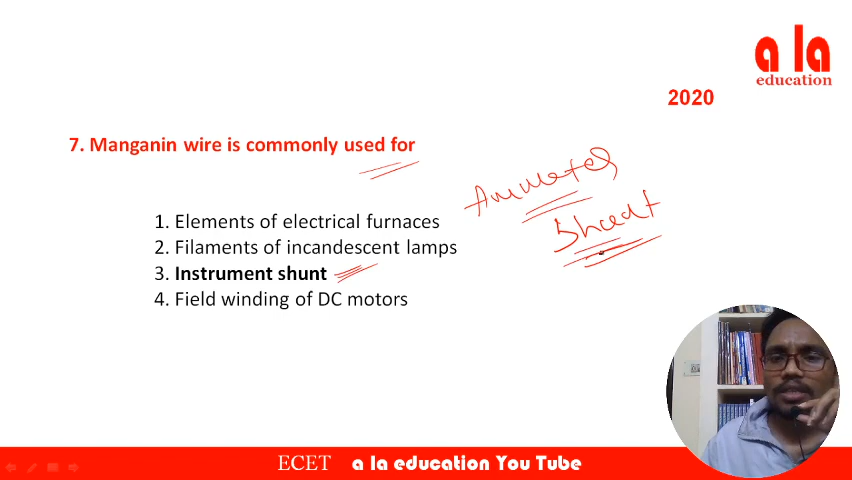 a la
education
2020
7. Manganin wire is commonly used for
Ammeter
Shunt
1. Elements of electrical furnaces
2. Filaments of incandescent lamps
3. Instrument shunt
4. Field winding of DC motors
ECET a la education You Tube